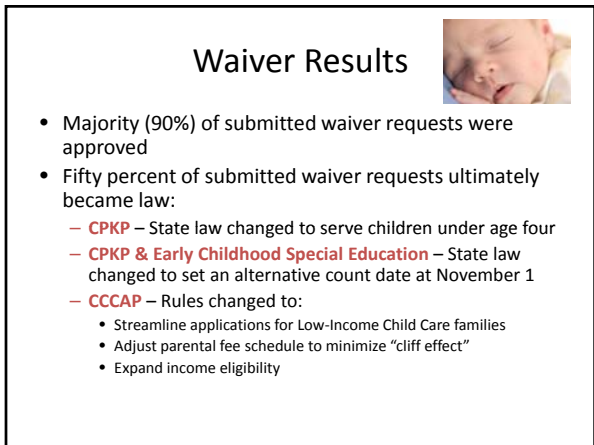 Waiver Results
• Majority (90%) of submitted waiver requests were
approved
• Fifty percent of submitted waiver requests ultimately
became law:
– CPKP – State law changed to serve children under age four
– CPKP & Early Childhood Special Education – State law
changed to set an alternative count date at November 1
– CCCAP – Rules changed to:
• Streamline applications for Low-Income Child Care families
• Adjust parental fee schedule to minimize “cliff effect”
• Expand income eligibility